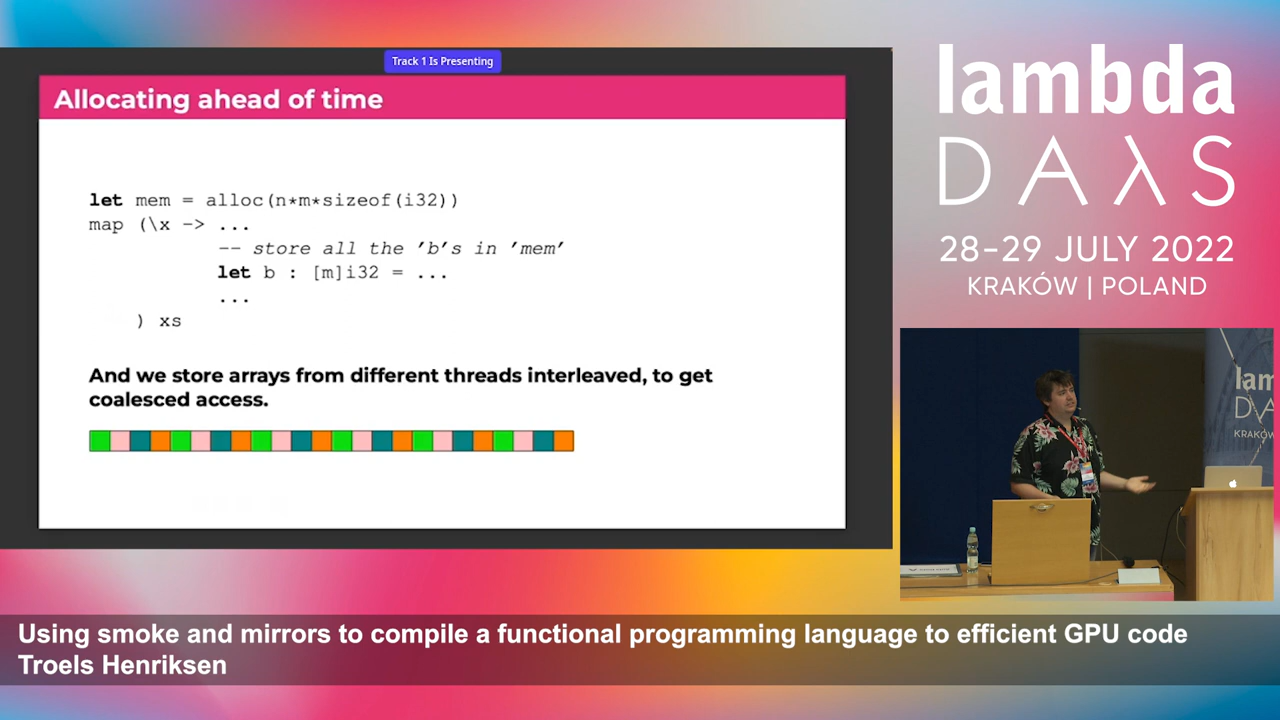 Track 1 Is Presenting
Allocating ahead of time
let mem = alloc(n*m*sizeof(i32))
map (\x -> ...
-- store all the 'b's in 'mem'
let b : [m]i32 = ...
...
) xs
And we store arrays from different threads interleaved, to get
coalesced access.
lambda
DAλS
28–29 JULY 2022
KRAKÓW | POLAND
lam
DA
KRAKÓW
Using smoke and mirrors to compile a functional programming language to efficient GPU code
Troels Henriksen